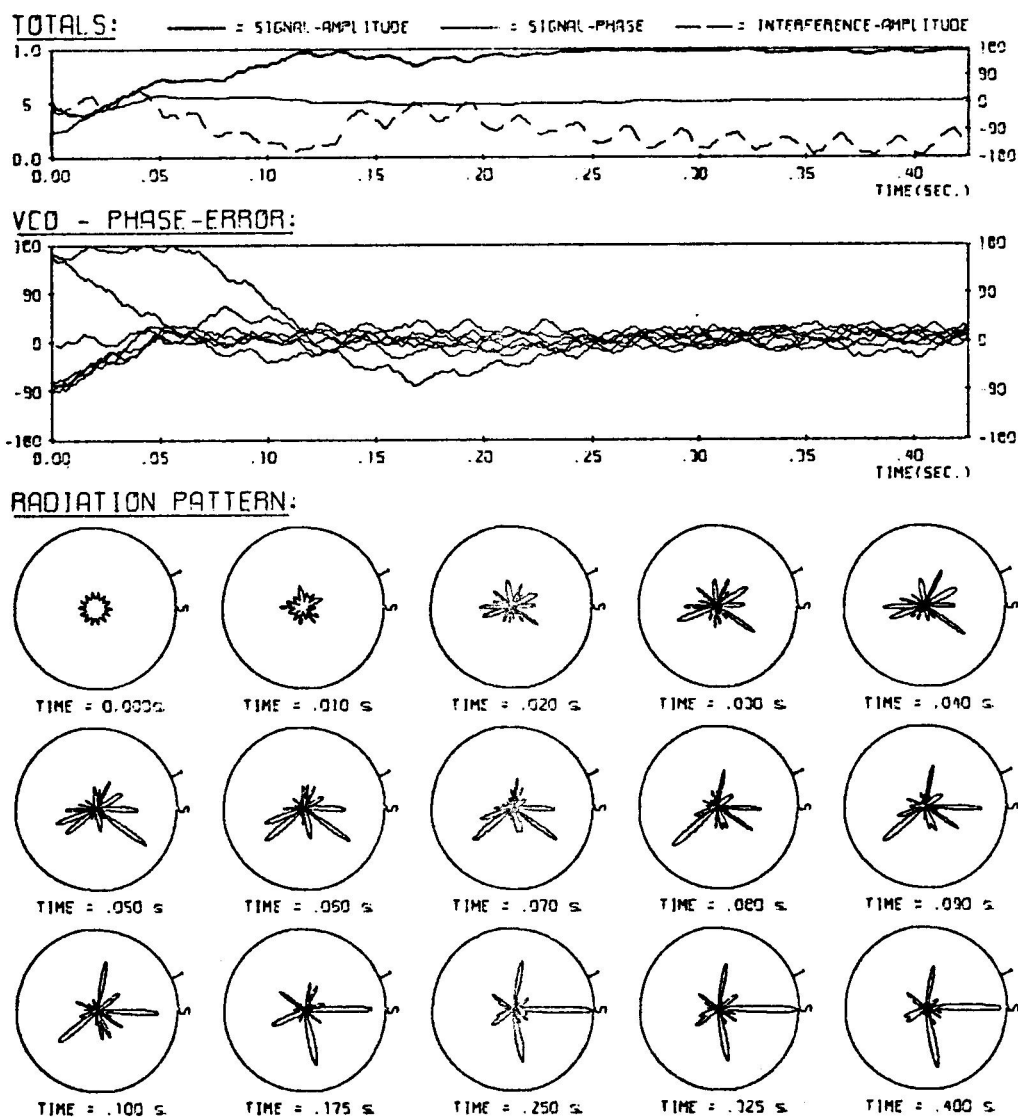 TOTALS: = SIGNAL-AMPLITUDE = SIGNAL-PHASE = INTERFERENCE-AMPLITUDE
1.0 180
90
5 0
-90
0.0 -180
0.00 .05 .10 .15 .20 .25 .30 .35 .40
TIME(SEC.)
VCO - PHASE-ERROR:
180 180
90 90
0 0
-90 -90
-180 -180
0.00 .05 .10 .15 .20 .25 .30 .35 .40
TIME(SEC.)
RADIATION PATTERN:
I I I I I
S S S S S
TIME = 0.000s TIME = .010 s TIME = .020 s TIME = .030 s TIME = .040 s
I I I I I
S S S S S
TIME = .050 s TIME = .060 s TIME = .070 s TIME = .080 s TIME = .090 s
I I I I I
S S S S S
TIME = .100 s TIME = .175 s TIME = .250 s TIME = .325 s TIME = .400 s